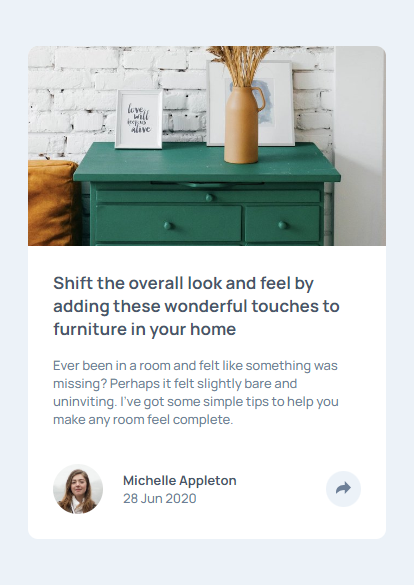 love
will
keep us
alive
Shift the overall look and feel by
adding these wonderful touches to
furniture in your home
Ever been in a room and felt like something was
missing? Perhaps it felt slightly bare and
uninviting. I've got some simple tips to help you
make any room feel complete.
Michelle Appleton
28 Jun 2020